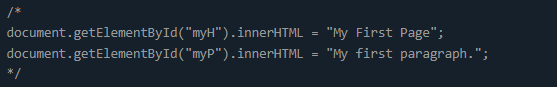 /*
document.getElementById("myH").innerHTML = "My First Page";
document.getElementById("myP").innerHTML = "My first paragraph.";
*/